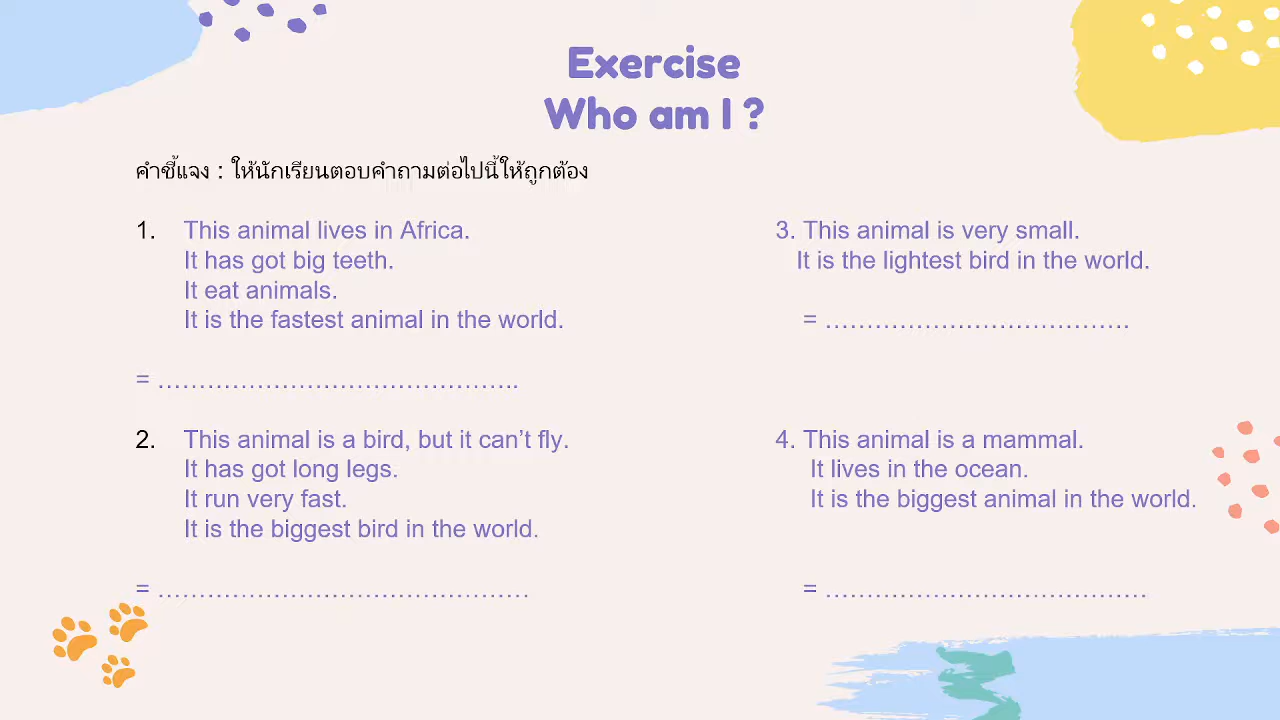 Exercise
Who am I ?
คำชี้แจง : ให้นักเรียนตอบคำถามต่อไปนี้ให้ถูกต้อง
1. This animal lives in Africa.
It has got big teeth.
It eat animals.
It is the fastest animal in the world.
= ……………………………………..
2. This animal is a bird, but it can’t fly.
It has got long legs.
It run very fast.
It is the biggest bird in the world.
= ………………………………………
3. This animal is very small.
It is the lightest bird in the world.
= ……………………………….
4. This animal is a mammal.
It lives in the ocean.
It is the biggest animal in the world.
= …………………………………